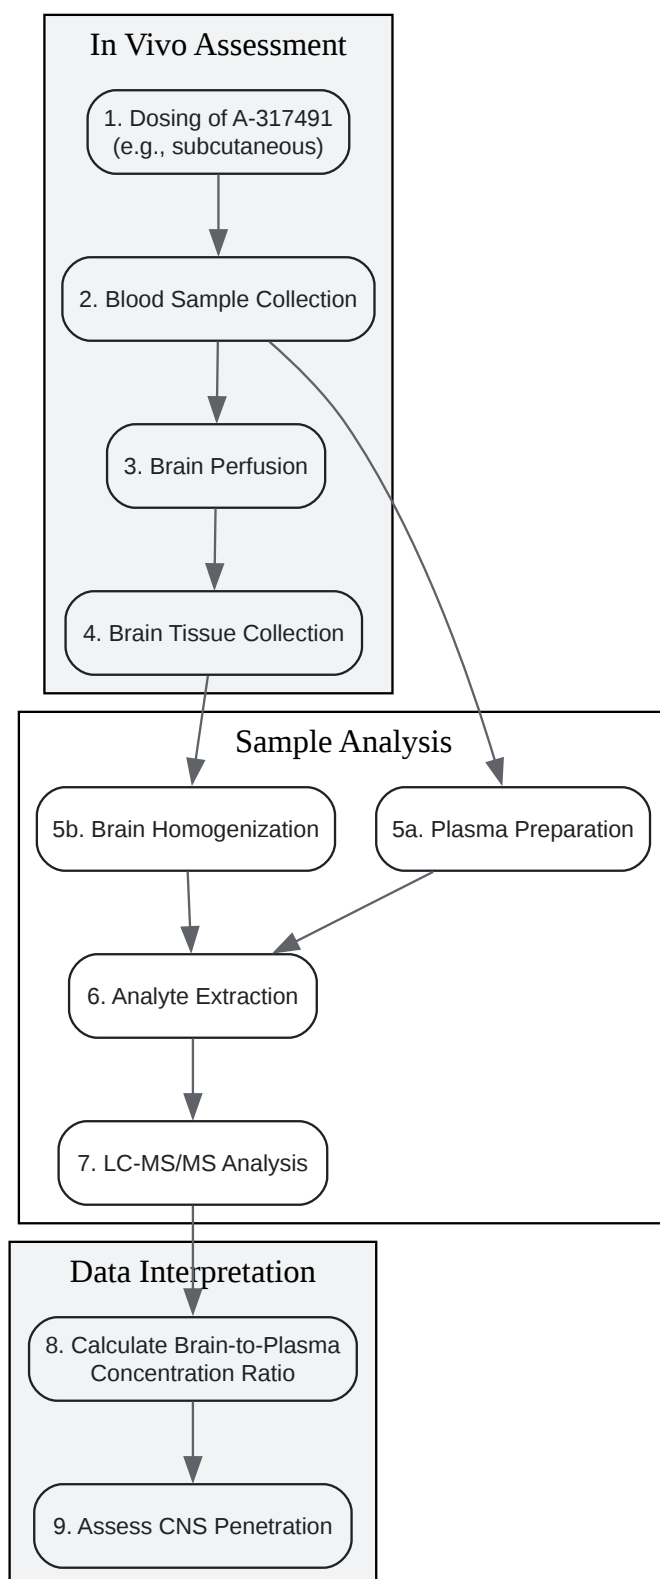 In Vivo Assessment
1. Dosing of A-317491
(e.g., subcutaneous)
2. Blood Sample Collection
3. Brain Perfusion
4. Brain Tissue Collection
Sample Analysis
5b. Brain Homogenization
5a. Plasma Preparation
6. Analyte Extraction
7. LC-MS/MS Analysis
Data Interpretation
8. Calculate Brain-to-Plasma
Concentration Ratio
9. Assess CNS Penetration